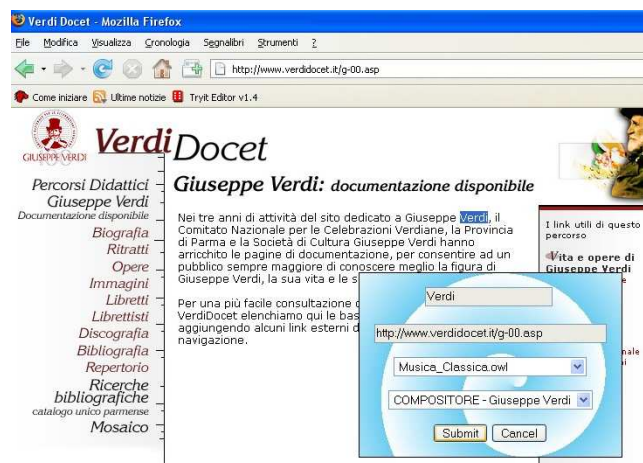 Verdi Docet - Mozilla Firefox
File Modifica Visualizza Cronologia Segnalibri Strumenti ?
http://www.verdidocet.it/g-00.asp
Come iniziare Ultime notizie Tryit Editor v1.4
GIUSEPPE VERDI
Verdi Docet
Percorsi Didattici
Giuseppe Verdi
Documentazione disponibile
Biografia
Ritratti
Opere
Immagini
Libretti
Librettisti
Discografia
Bibliografia
Repertorio
Ricerche
bibliografiche
catalogo unico parmense
Mosaico
Giuseppe Verdi: documentazione disponibile
Nei tre anni di attività del sito dedicato a Giuseppe Verdi, il
Comitato Nazionale per le Celebrazioni Verdiane, la Provincia
di Parma e la Società di Cultura Giuseppe Verdi hanno
arricchito le pagine di documentazione, per consentire ad un
pubblico sempre maggiore di conoscere meglio la figura di
Giuseppe Verdi, la sua vita e le s
Per una più facile consultazione d
VerdiDocet elenchiamo qui le bas
aggiungendo alcuni link esterni d
navigazione.
I link utili di questo
percorso
Vita e opere di
Giuseppe Verdi
Verdi
http://www.verdidocet.it/g-00.asp
Musica_Classica.owl
COMPOSITORE - Giuseppe Verdi
Submit Cancel